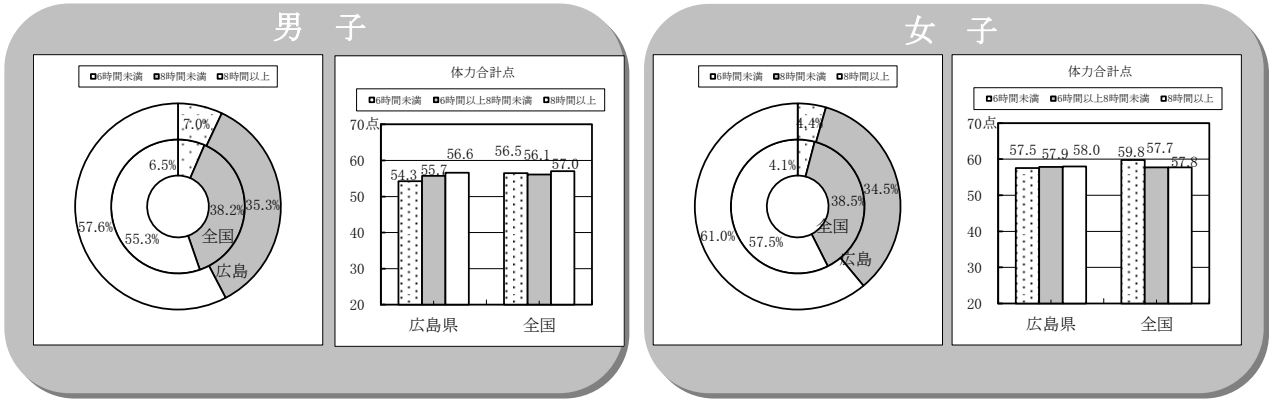 男 子
□6時間未満 ■8時間未満 □8時間以上
7.0%
6.5%
38.2%
35.3%
全国
57.6%
55.3%
広島
体力合計点
□6時間未満 ■6時間以上8時間未満 □8時間以上
70点
60
50
40
30
20
54.3
55.7
56.6
56.5
56.1
57.0
広島県
全国
女 子
□6時間未満 ■8時間未満 □8時間以上
4.4%
4.1%
34.5%
38.5%
全国
61.0%
57.5%
広島
体力合計点
□6時間未満 ■6時間以上8時間未満 □8時間以上
70点
60
50
40
30
20
57.5
57.9
58.0
59.8
57.7
57.8
広島県
全国